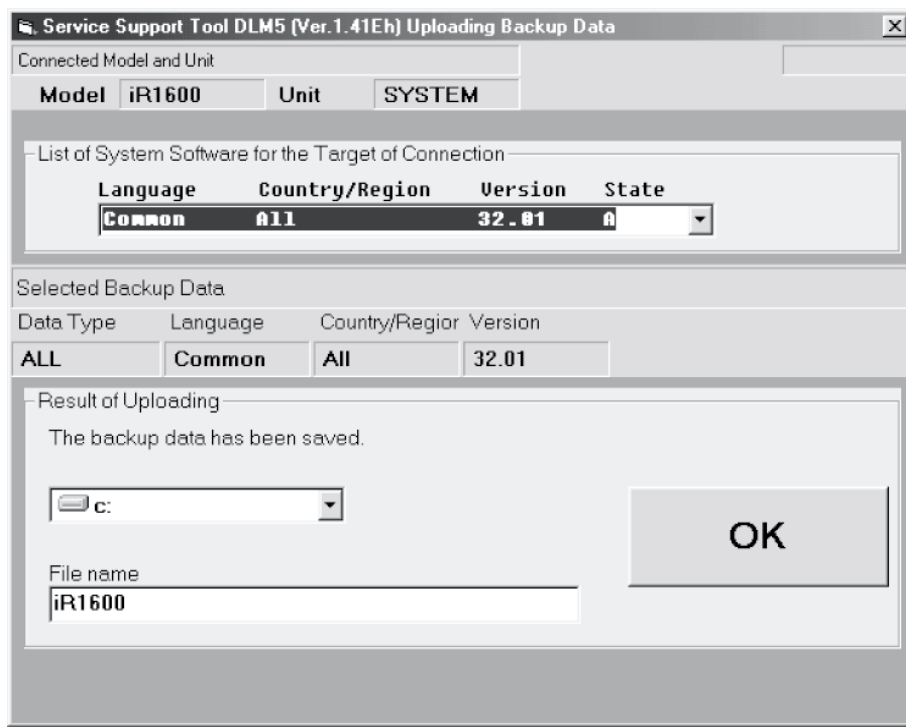 Service Support Tool DLM5 (Ver.1.41Eh) Uploading Backup Data
Connected Model and Unit
Model iR1600 Unit SYSTEM
List of System Software for the Target of Connection
Language Country/Region Version State
Common All 32.01 A
Selected Backup Data
Data Type Language Country/Regior Version
ALL Common All 32.01
Result of Uploading
The backup data has been saved.
c:
OK
File name
iR1600